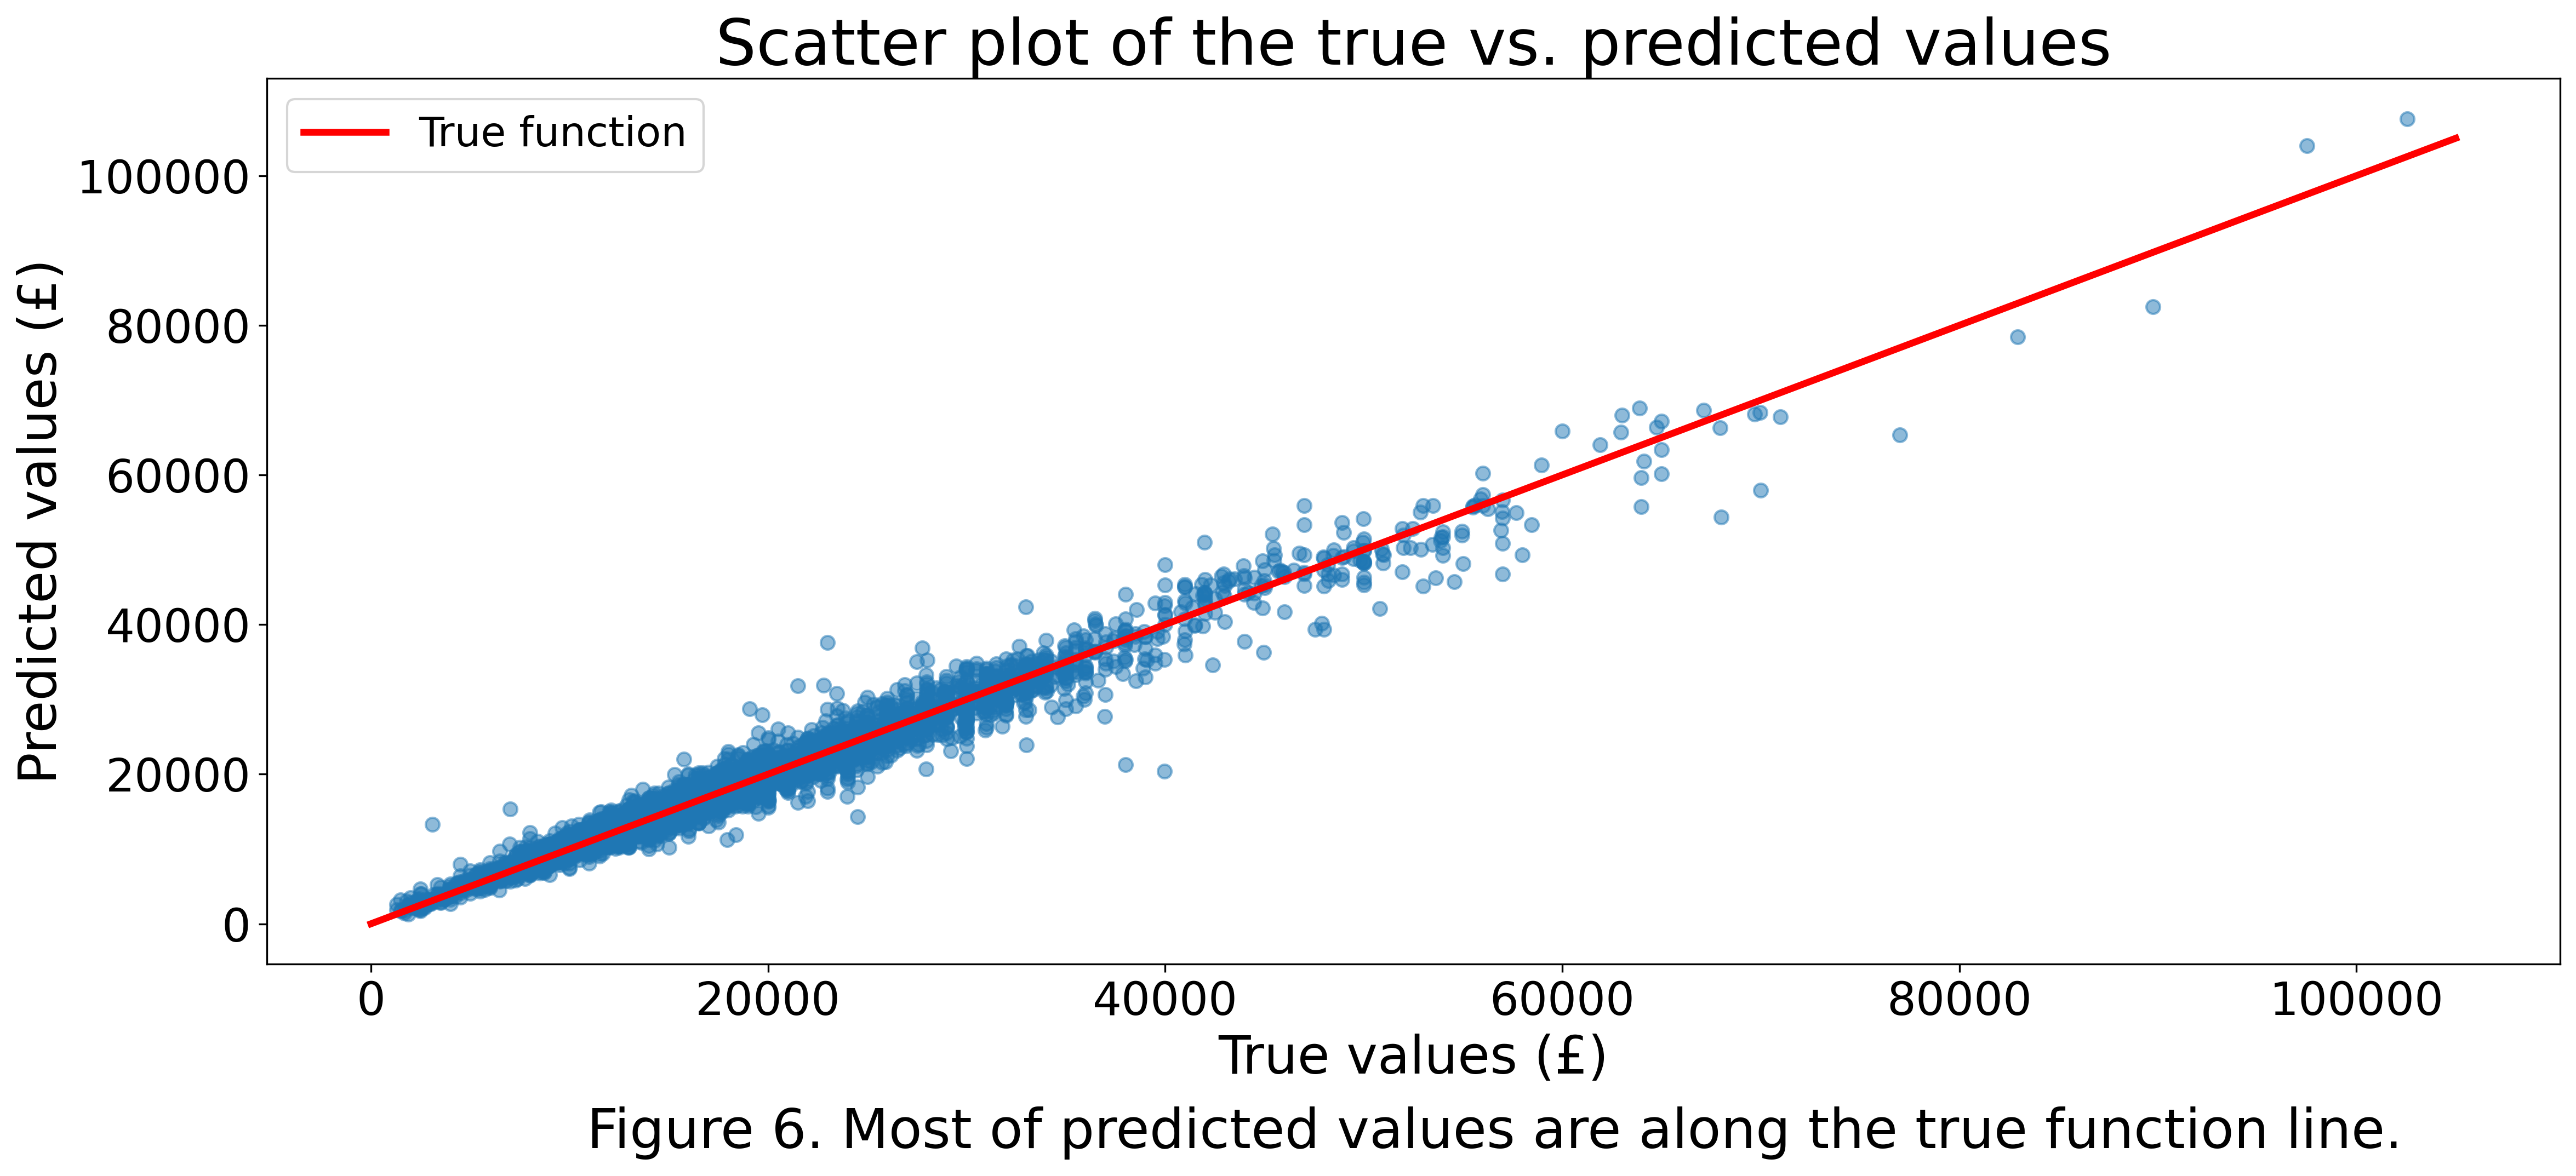 Scatter plot of the true vs. predicted values
True function
Predicted values (£)
100000
80000
60000
40000
20000
0
0 20000 40000 60000 80000 100000
True values (£)
Figure 6. Most of predicted values are along the true function line.